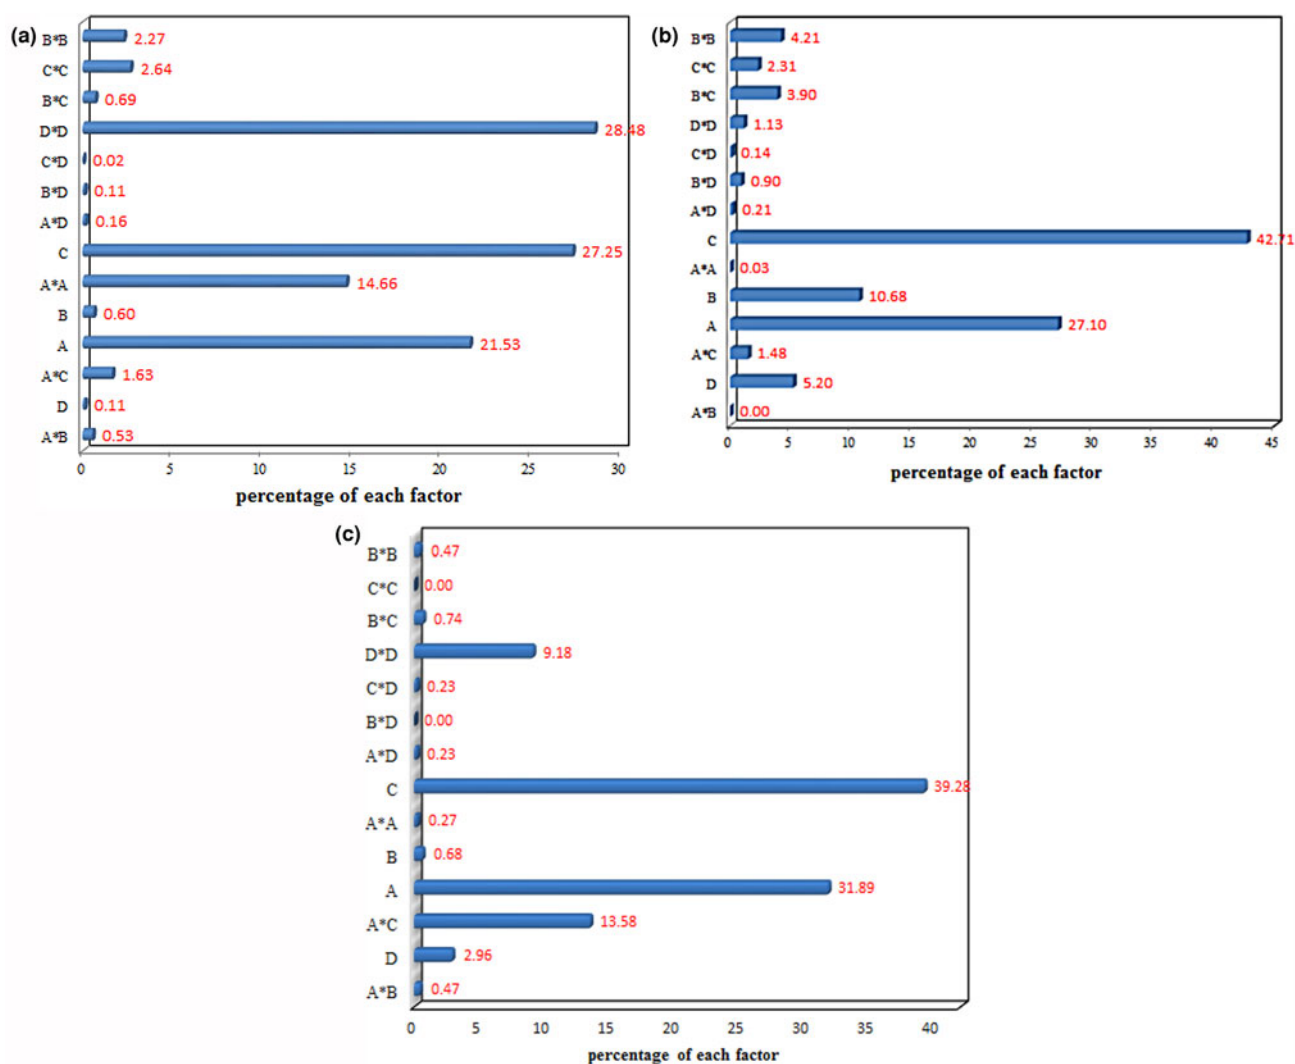 (a)
B*B 2.27
C*C 2.64
B*C 0.69
D*D 28.48
C*D 0.02
B*D 0.11
A*D 0.16
C 27.25
A*A 14.66
B 0.60
A 21.53
A*C 1.63
D 0.11
A*B 0.53
0 5 10 15 20 25 30
percentage of each factor
(b)
B*B 4.21
C*C 2.31
B*C 3.90
D*D 1.13
C*D 0.14
B*D 0.90
A*D 0.21
C 42.71
A*A 0.03
B 10.68
A 27.10
A*C 1.48
D 5.20
A*B 0.00
0 5 10 15 20 25 30 35 40 45
percentage of each factor
(c)
B*B 0.47
C*C 0.00
B*C 0.74
D*D 9.18
C*D 0.23
B*D 0.00
A*D 0.23
C 39.28
A*A 0.27
B 0.68
A 31.89
A*C 13.58
D 2.96
A*B 0.47
0 5 10 15 20 25 30 35 40
percentage of each factor